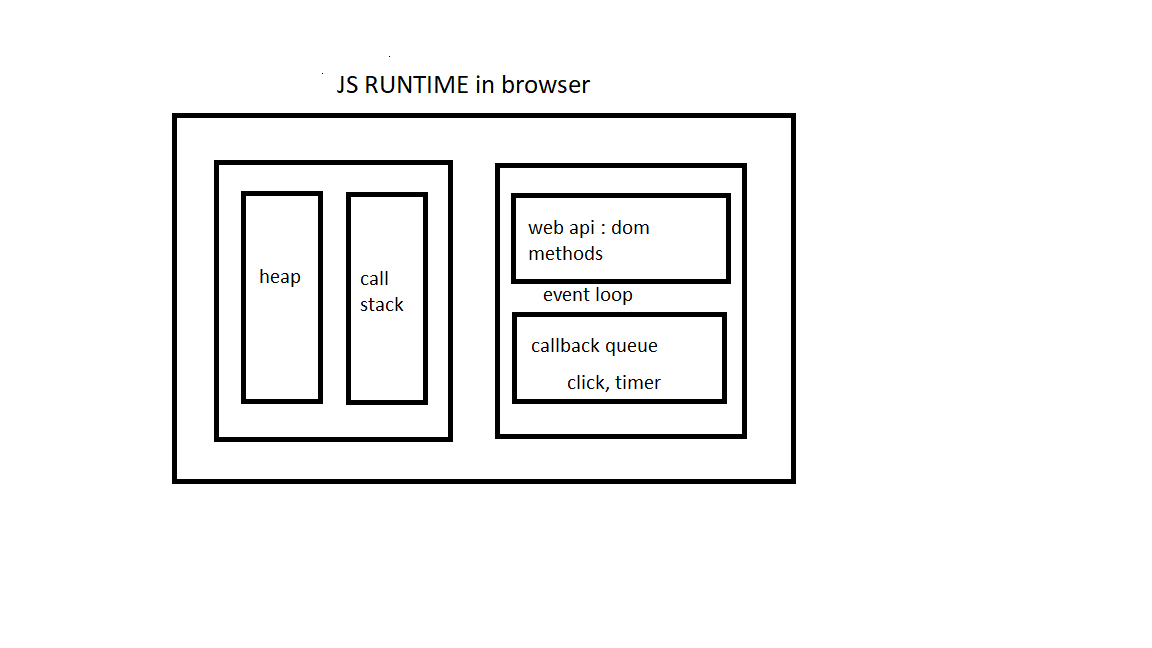 JS RUNTIME in browser
heap
call
stack
web api : dom
methods
event loop
callback queue
click, timer